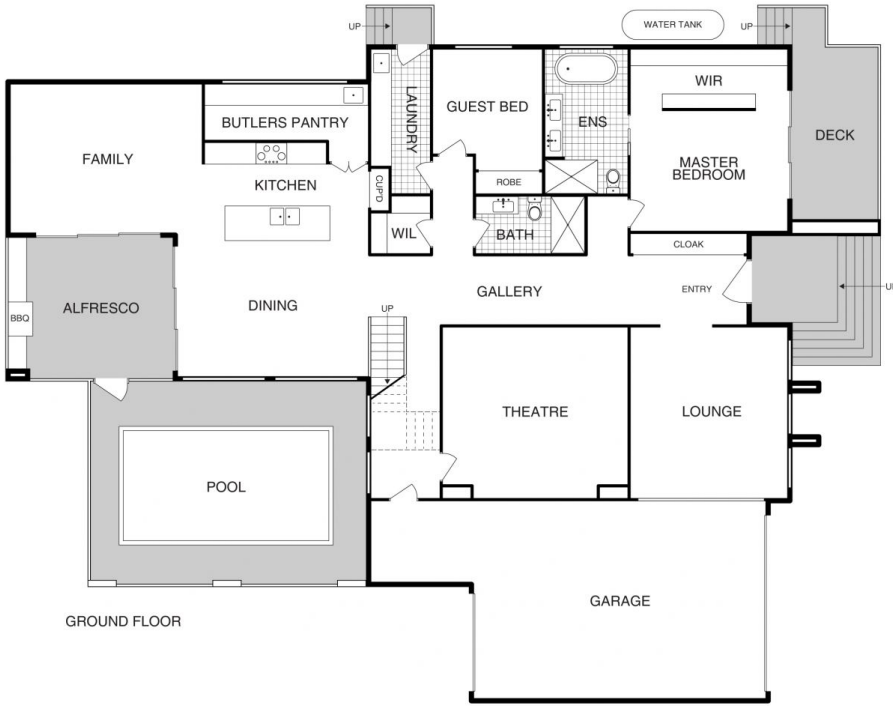 UP
WATER TANK
UP
WIR
LAUNDRY
GUEST BED
BUTLERS PANTRY
ENS
DECK
FAMILY
MASTER
BEDROOM
KITCHEN
CUP'D
ROBE
WIL
BATH
CLOAK
ENTRY
GALLERY
ALFRESCO
BBQ
DINING
UP
THEATRE
LOUNGE
POOL
GARAGE
GROUND FLOOR